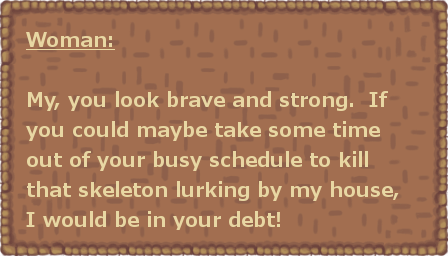 Woman:
My, you look brave and strong.  If
you could maybe take some time
out of your busy schedule to kill
that skeleton lurking by my house,
I would be in your debt!